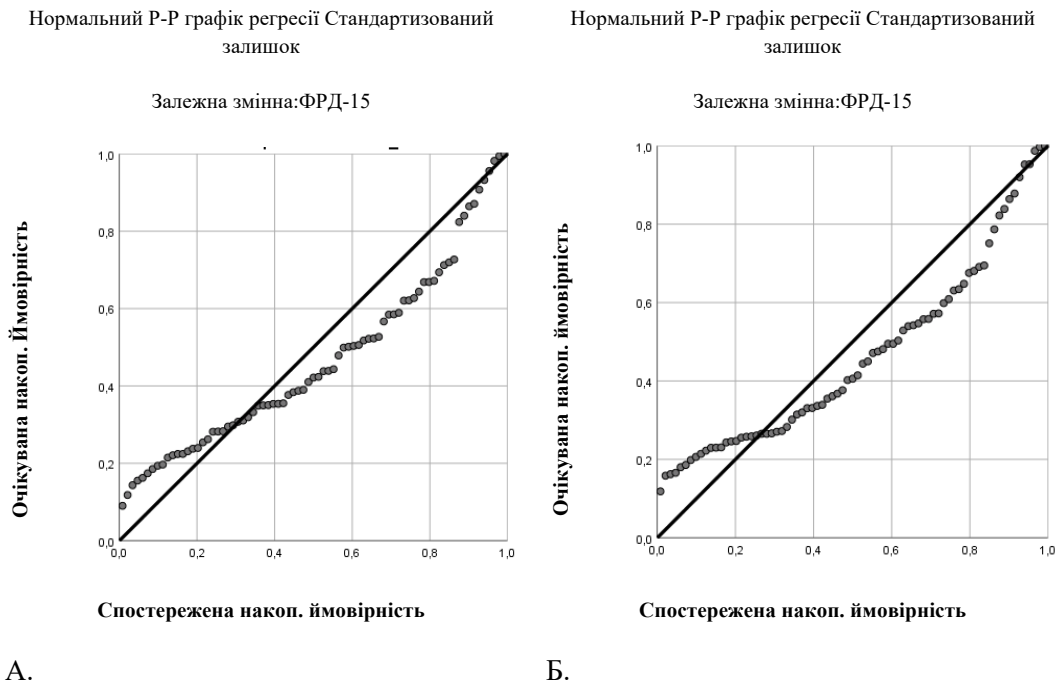 Нормальний P-P графік регресії Стандартизований
залишок
Залежна змінна:ФРД-15
Очікувана накоп. Ймовірність
1,0
0,8
0,6
0,4
0,2
0,0
0,0
0,2
0,4
0,6
0,8
1,0
Спостережена накоп. ймовірність
А.
Нормальний P-P графік регресії Стандартизований
залишок
Залежна змінна:ФРД-15
Очікувана накоп. ймовірність
1,0
0,8
0,6
0,4
0,2
0,0
0,0
0,2
0,4
0,6
0,8
1,0
Спостережена накоп. ймовірність
Б.